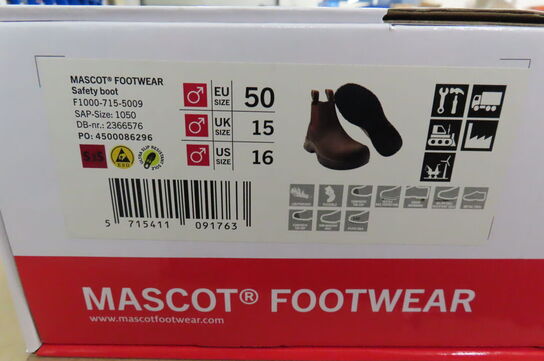 MASCOT® FOOTWEAR
Safety boot
F1000-715-5009
SAP-Size: 1050
DB-nr.: 2366576
PO: 4500086296
EU SIZE 50
UK SIZE 15
US SIZE 16
ESD
5 715411 091763
MASCOT® FOOTWEAR
www.mascotfootwear.com